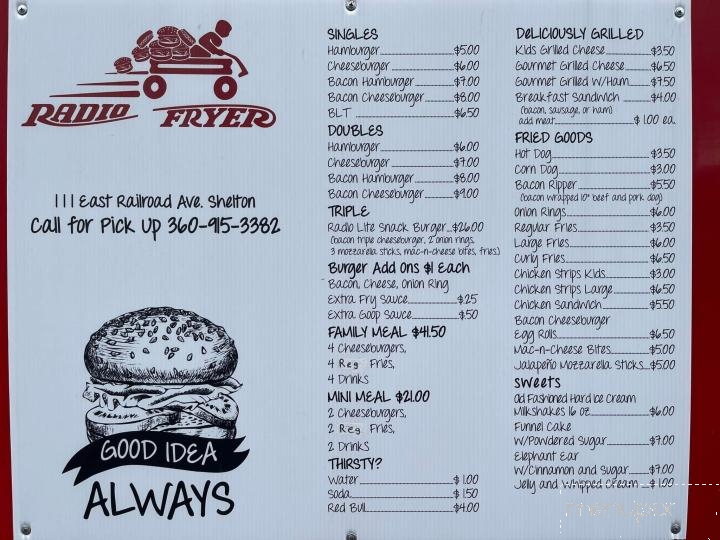 RADIO FRYER
111 East Railroad Ave. Shelton
Call for Pick Up 360-915-3382
GOOD IDEA
ALWAYS
SINGLES
Hamburger $5.00
Cheeseburger $6.00
Bacon Hamburger $7.00
Bacon Cheeseburger $8.00
BLT $6.50
DOUBLES
Hamburger $6.00
Cheeseburger $7.00
Bacon Hamburger $8.00
Bacon Cheeseburger $9.00
TRIPLE
Radio Lite Snack Burger $26.00
(bacon triple cheeseburger, 2 onion rings,
3 mozzarella sticks, mac-n-cheese bites, fries)
Burger Add Ons $1 Each
Bacon, Cheese, Onion Ring
Extra Fry Sauce $.25
Extra Goop Sauce $.50
FAMILY MEAL $41.50
4 Cheeseburgers,
4 Reg Fries,
4 Drinks
MINI MEAL $21.00
2 Cheeseburgers,
2 Reg Fries,
2 Drinks
THIRSTY?
Water $ 1.00
Soda $ 1.50
Red Bull $4.00
DELICIOUSLY GRILLED
Kids Grilled Cheese $3.50
Gourmet Grilled Cheese $6.50
Gourmet Grilled W/Ham $7.50
Breakfast Sandwich $4.00
(bacon, sausage, or ham)
add meat $ 1.00 ea.
FRIED GOODS
Hot Dog $3.50
Corn Dog $3.00
Bacon Ripper $5.50
(bacon wrapped 10" beef and pork dog)
Onion Rings $6.00
Regular Fries $3.50
Large Fries $6.00
Curly Fries $6.50
Chicken Strips Kids $3.00
Chicken Strips Large $6.50
Chicken Sandwich $5.50
Bacon Cheeseburger
Egg Rolls $6.50
Mac-n-Cheese Bites $5.00
Jalapeño Mozzarella Sticks $5.00
SWEETS
Old Fashioned Hard Ice Cream
Milkshakes 16 oz $6.00
Funnel Cake
W/Powdered Sugar $7.00
Elephant Ear
W/Cinnamon and Sugar $7.00
Jelly and Whipped Cream $ 1.00